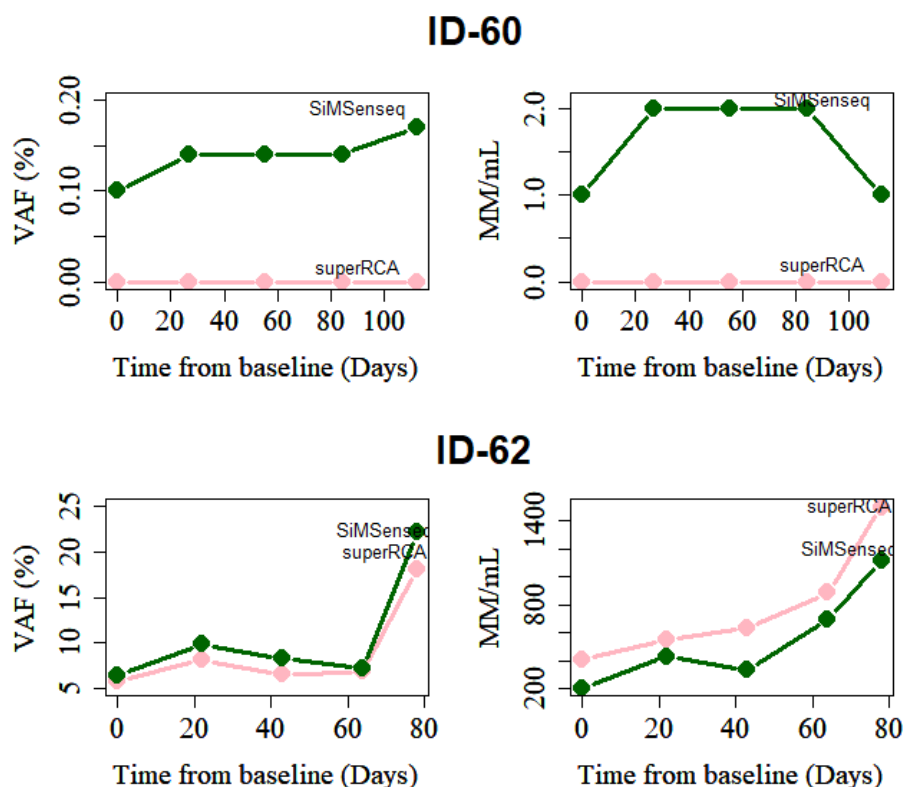 ID-60
VAF (%)
0.00 0.10 0.20
SiMSenseq
superRCA
0 20 40 60 80 100
Time from baseline (Days)
MM/mL
0.0 1.0 2.0
SiMSenseq
superRCA
0 20 40 60 80 100
Time from baseline (Days)
ID-62
VAF (%)
5 10 15 20 25
SiMSenseq
superRCA
0 20 40 60 80
Time from baseline (Days)
MM/mL
200 800 1400
superRCA
SiMSenseq
0 20 40 60 80
Time from baseline (Days)